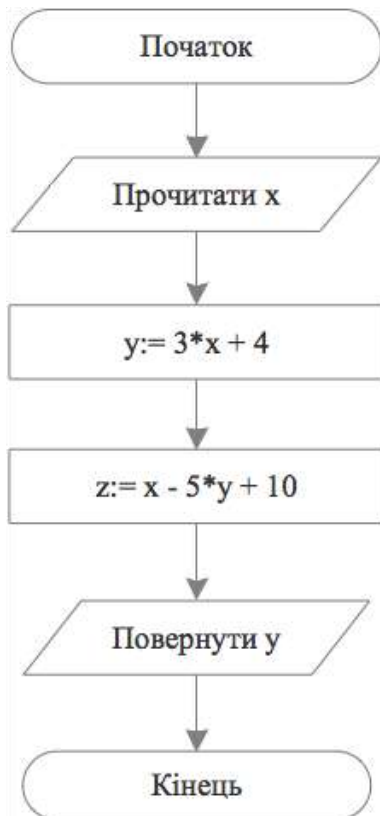 Початок
Прочитати x
y:= 3*x + 4
z:= x - 5*y + 10
Повернути y
Кінець